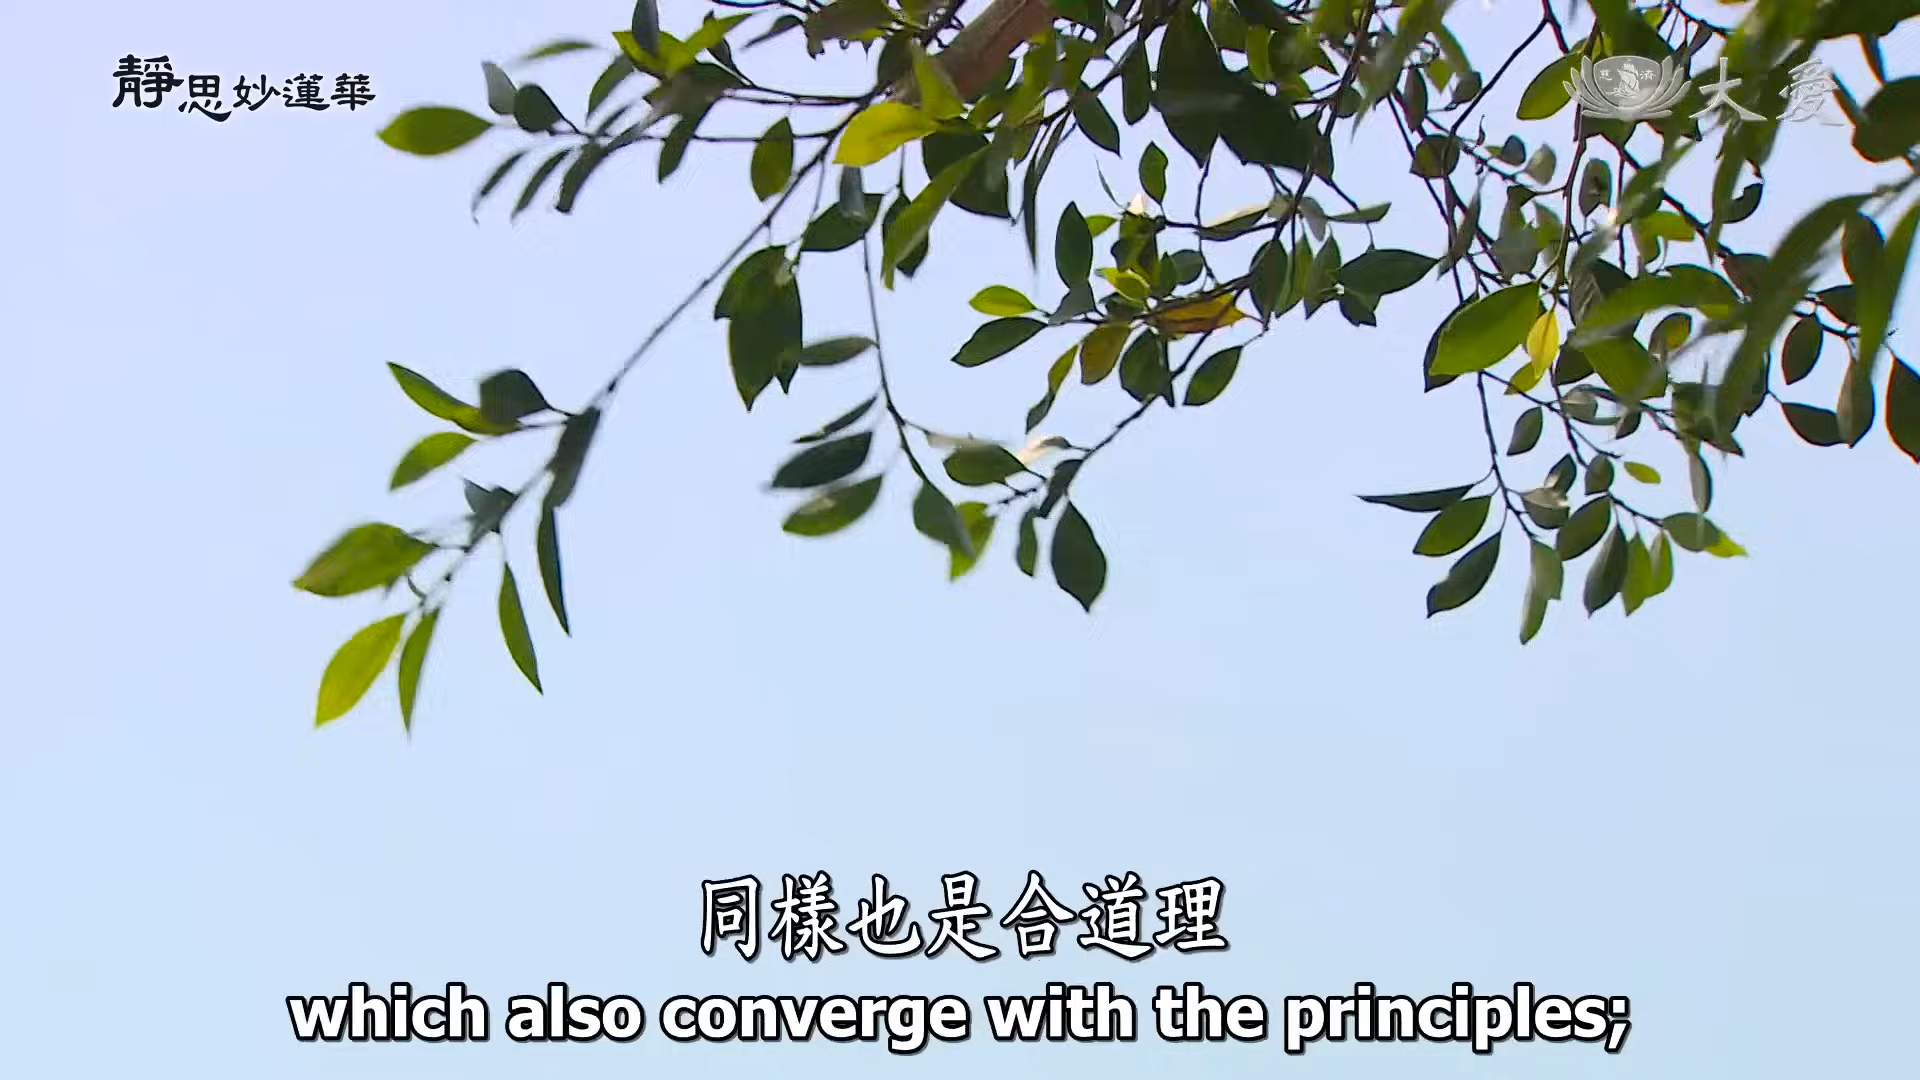 靜思妙蓮華
大愛
同樣也是合道理
which also converge with the principles;